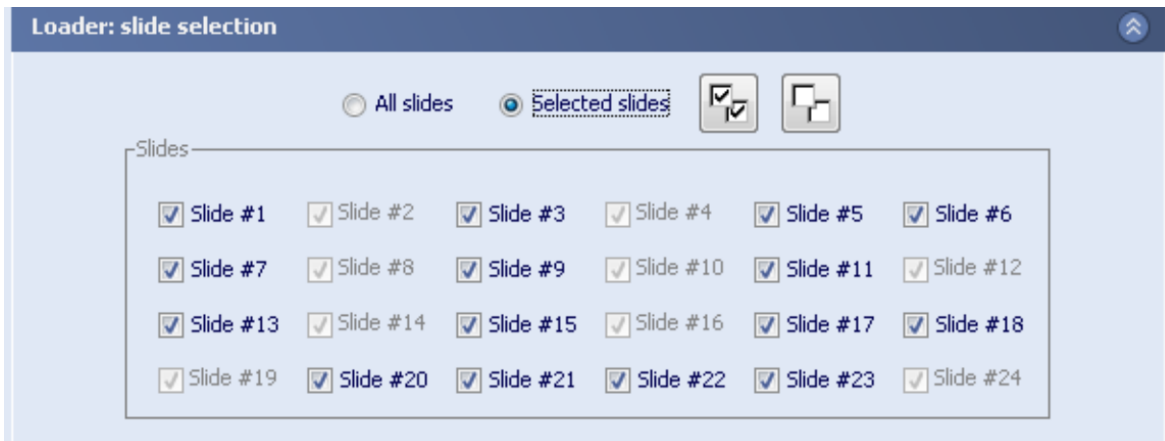 Loader: slide selection
All slides Selected slides
Slides
Slide #1 Slide #2 Slide #3 Slide #4 Slide #5 Slide #6
Slide #7 Slide #8 Slide #9 Slide #10 Slide #11 Slide #12
Slide #13 Slide #14 Slide #15 Slide #16 Slide #17 Slide #18
Slide #19 Slide #20 Slide #21 Slide #22 Slide #23 Slide #24